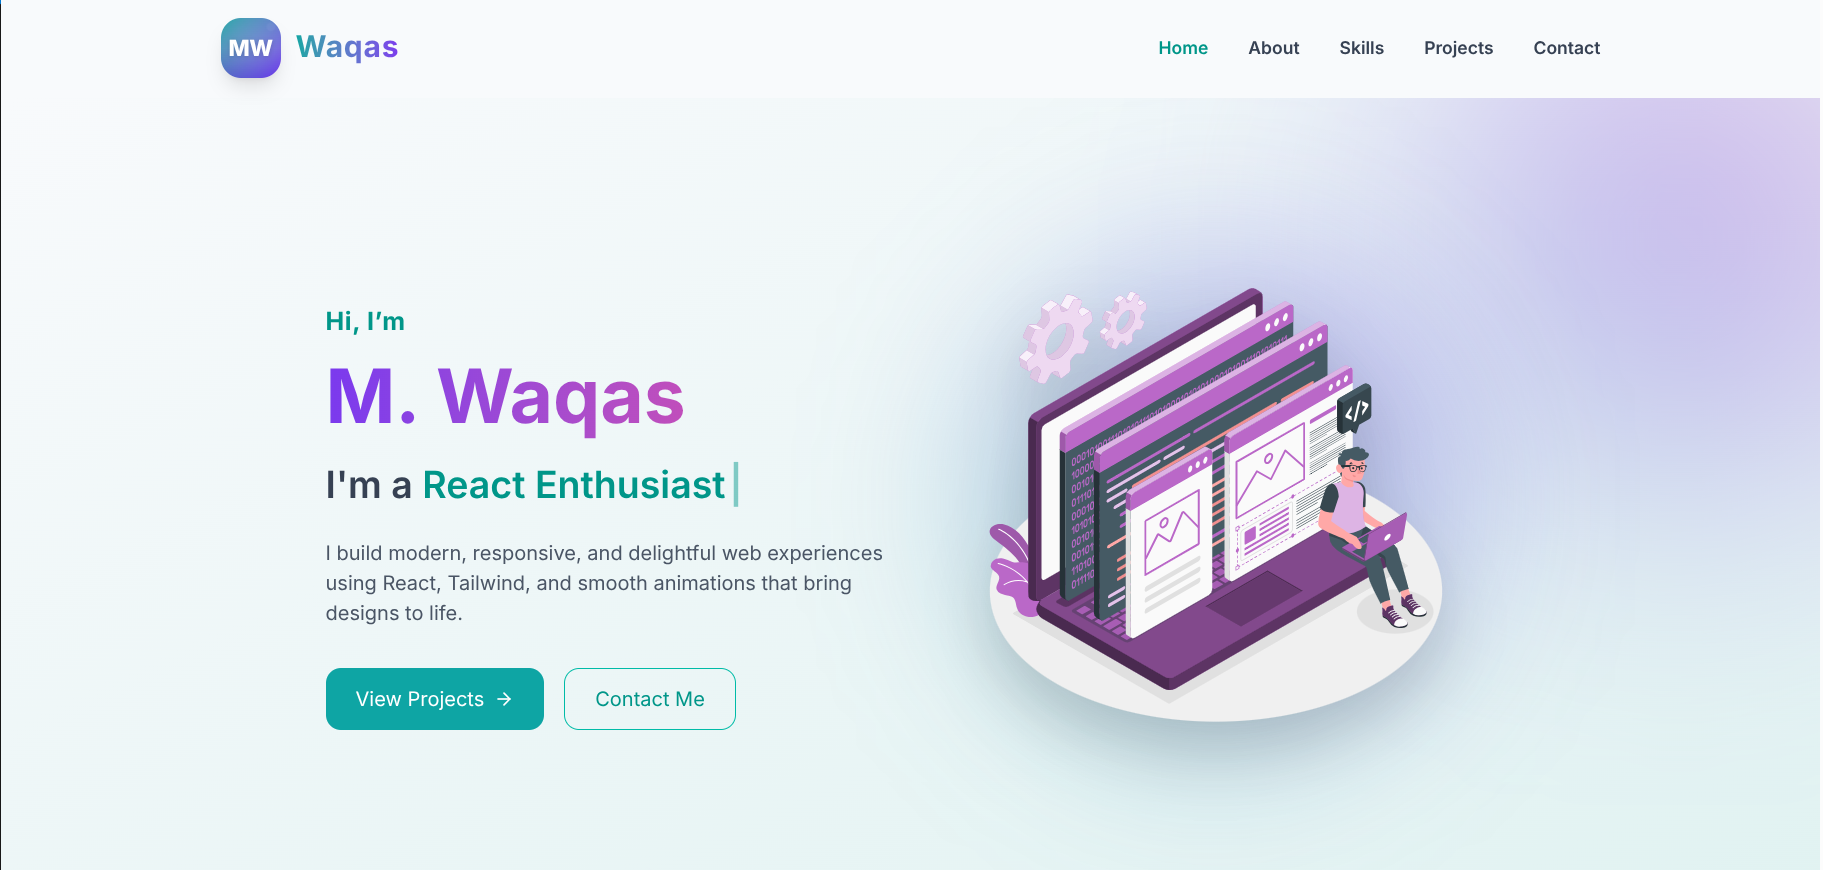 MW Waqas
Home About Skills Projects Contact
Hi, I’m
M. Waqas
I'm a React Enthusiast
I build modern, responsive, and delightful web experiences
using React, Tailwind, and smooth animations that bring
designs to life.
View Projects →
Contact Me
</>